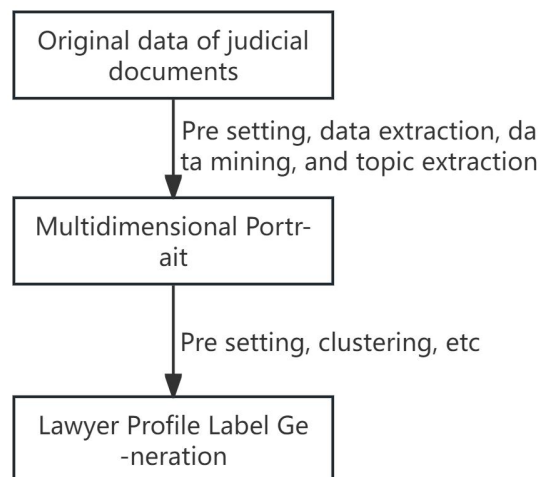 Original data of judicial
documents
Pre setting, data extraction, da
ta mining, and topic extraction
Multidimensional Portr-
ait
Pre setting, clustering, etc
Lawyer Profile Label Ge
-neration